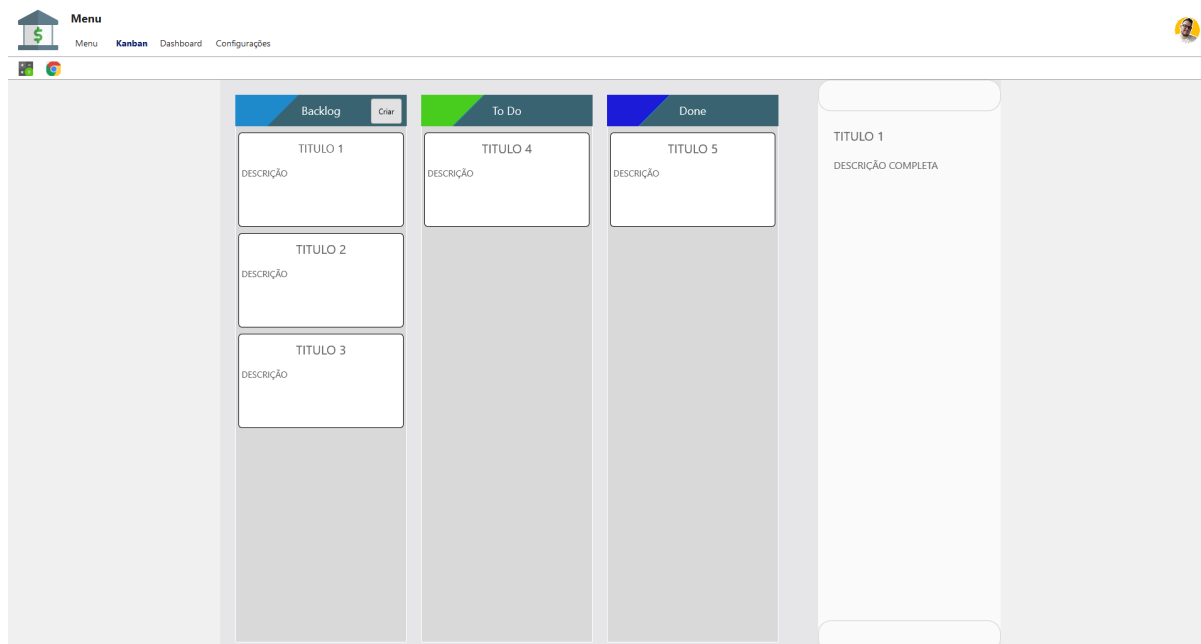 Menu
Menu Kanban Dashboard Configurações
Backlog Criar
TITULO 1
DESCRIÇÃO
TITULO 2
DESCRIÇÃO
TITULO 3
DESCRIÇÃO
To Do
TITULO 4
DESCRIÇÃO
Done
TITULO 5
DESCRIÇÃO
TITULO 1
DESCRIÇÃO COMPLETA